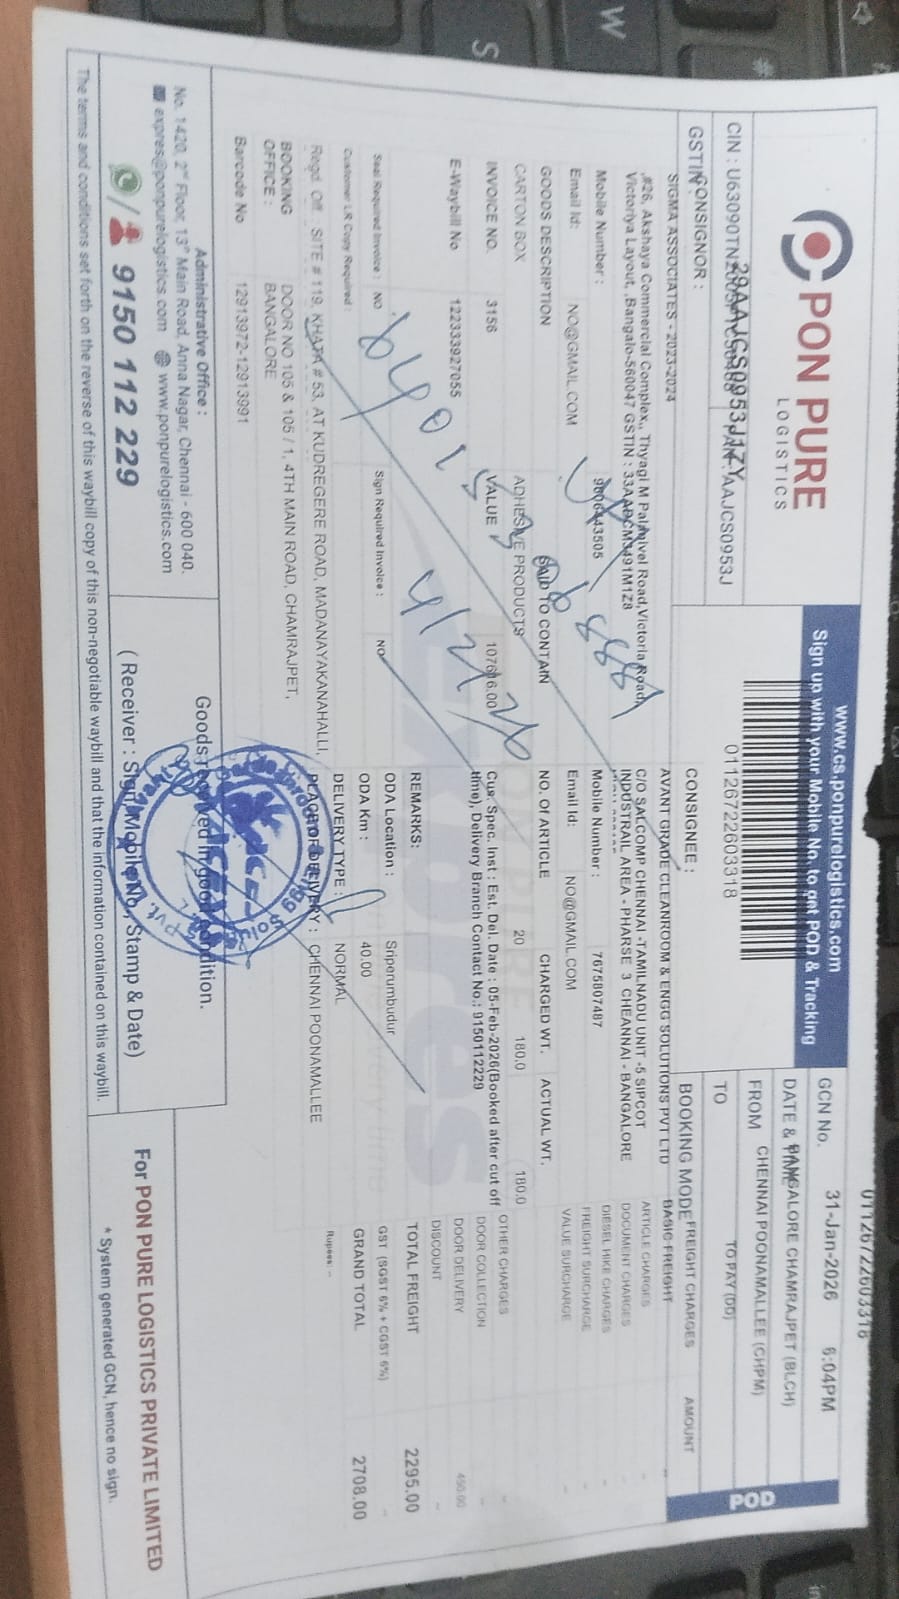 PON PURE
LOGISTICS
CIN :
PAN : AAJCS0953J
GSTIN :
29AAJCS0953J1ZY
www.cs.ponpurelogistics.com
Sign up with your Mobile No. to get POD & Tracking
01126722603318
01126722603318
GCN No.
31-Jan-2026 6:04PM
DATE & TIME
BANGALORE CHAMRAJPET (BLCH)
FROM
CHENNAI POONAMALLEE (CHPM)
TO
TO PAY (DD)
BOOKING MODE
POD
CONSIGNOR :
SIGMA ASSOCIATES - 2023-2024
#26, Akshaya Commercial Complex,, Thyagi M Palanivel Road,Victoria Road,
Victoriya Layout, ,Bangalo-560047 GSTIN :
Mobile Number :
Email Id: NO@GMAIL.COM
CONSIGNEE :
AVANT GRADE CLEANROOM & ENGG SOLUTIONS PVT LTD
C/O SALCOMP CHENNAI -TAMILNADU UNIT -5 SIPCOT
INDUSTRAIL AREA - PHARSE 3 CHEANNAI - BANGALORE
Mobile Number : 7675807487
Email Id: NO@GMAIL.COM
GOODS DESCRIPTION
SAID TO CONTAIN
NO. OF ARTICLE
CHARGED WT.
ACTUAL WT.
CARTON BOX
ADHESIVE PRODUCTS
20
180.0
180.0
INVOICE NO. 3156
VALUE
E-Waybill No 122333927055
Cus. Spec. Inst : Est. Del. Date : 05-Feb-2026(Booked after cut off
time), Delivery Branch Contact No.: 9150112229
REMARKS:
Seal Required Invoice : NO
Sign Required Invoice : NO
Customer LR Copy Required :
ODA Location : Sriperumbudur
ODA Km : 40.00
DELIVERY TYPE : NORMAL
PLACE OF DELIVERY : CHENNAI POONAMALLEE
Regd. Off : SITE # 119, KHATA # 53, AT KUDREGERE ROAD, MADANAYAKANAHALLI,
BOOKING OFFICE :
DOOR NO 105 & 105 / 1, 4TH MAIN ROAD, CHAMRAJPET,
BANGALORE
Barcode No 12913972-12913991
FREIGHT CHARGES
AMOUNT
BASIC FREIGHT -
ARTICLE CHARGES -
DOCUMENT CHARGES -
DIESEL HIKE CHARGES -
FREIGHT SURCHARGE -
VALUE SURCHARGE -
OTHER CHARGES -
DOOR COLLECTION -
DOOR DELIVERY 450.00
DISCOUNT -
TOTAL FREIGHT 2295.00
GST (SGST 6% + CGST 6%) -
GRAND TOTAL 2708.00
Rupees: --
4/2/26
Administrative Office :
No. 1420, 2nd Floor, 13th Main Road, Anna Nagar, Chennai - 600 040.
expres@ponpurelogistics.com www.ponpurelogistics.com
9150 112 229
Goods received in good condition.
( Receiver : Sign, Mobile No., Stamp & Date)
For PON PURE LOGISTICS PRIVATE LIMITED
* System generated GCN, hence no sign.
The terms and conditions set forth on the reverse of this waybill copy of this non-negotiable waybill and that the information contained on this waybill.